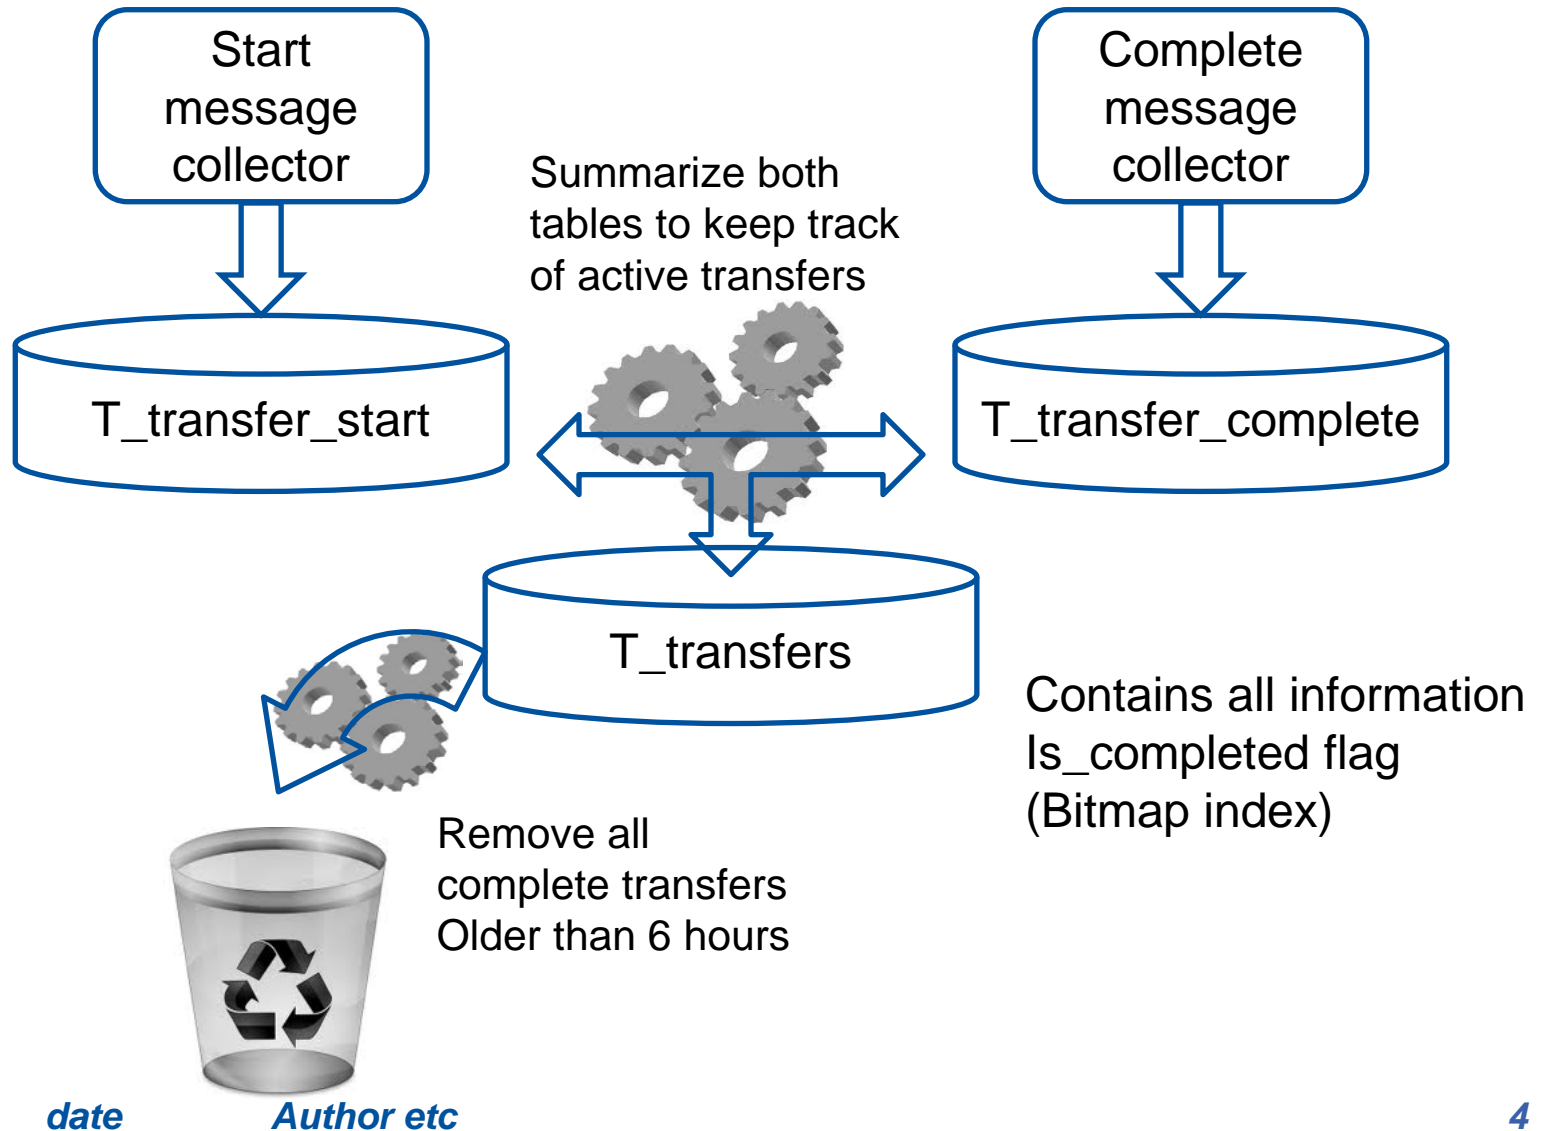 Start
message
collector
Complete
message
collector
Summarize both
tables to keep track
of active transfers
T_transfer_start
T_transfer_complete
T_transfers
Contains all information
Is_completed flag
(Bitmap index)
Remove all
complete transfers
Older than 6 hours
date
Author etc
4